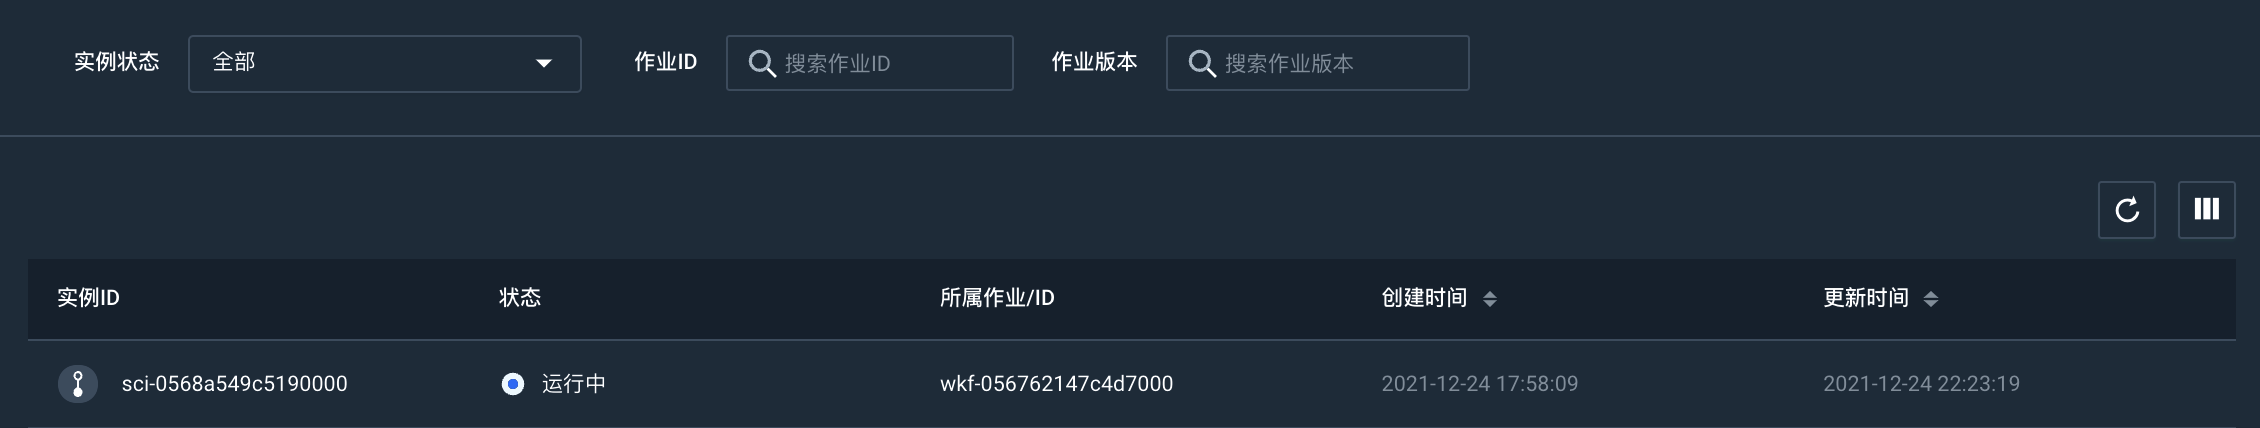 实例状态 全部 作业ID 搜索作业ID 作业版本 搜索作业版本
实例ID 状态 所属作业/ID 创建时间 更新时间
sci-0568a549c5190000 运行中 wkf-056762147c4d7000 2021-12-24 17:58:09 2021-12-24 22:23:19